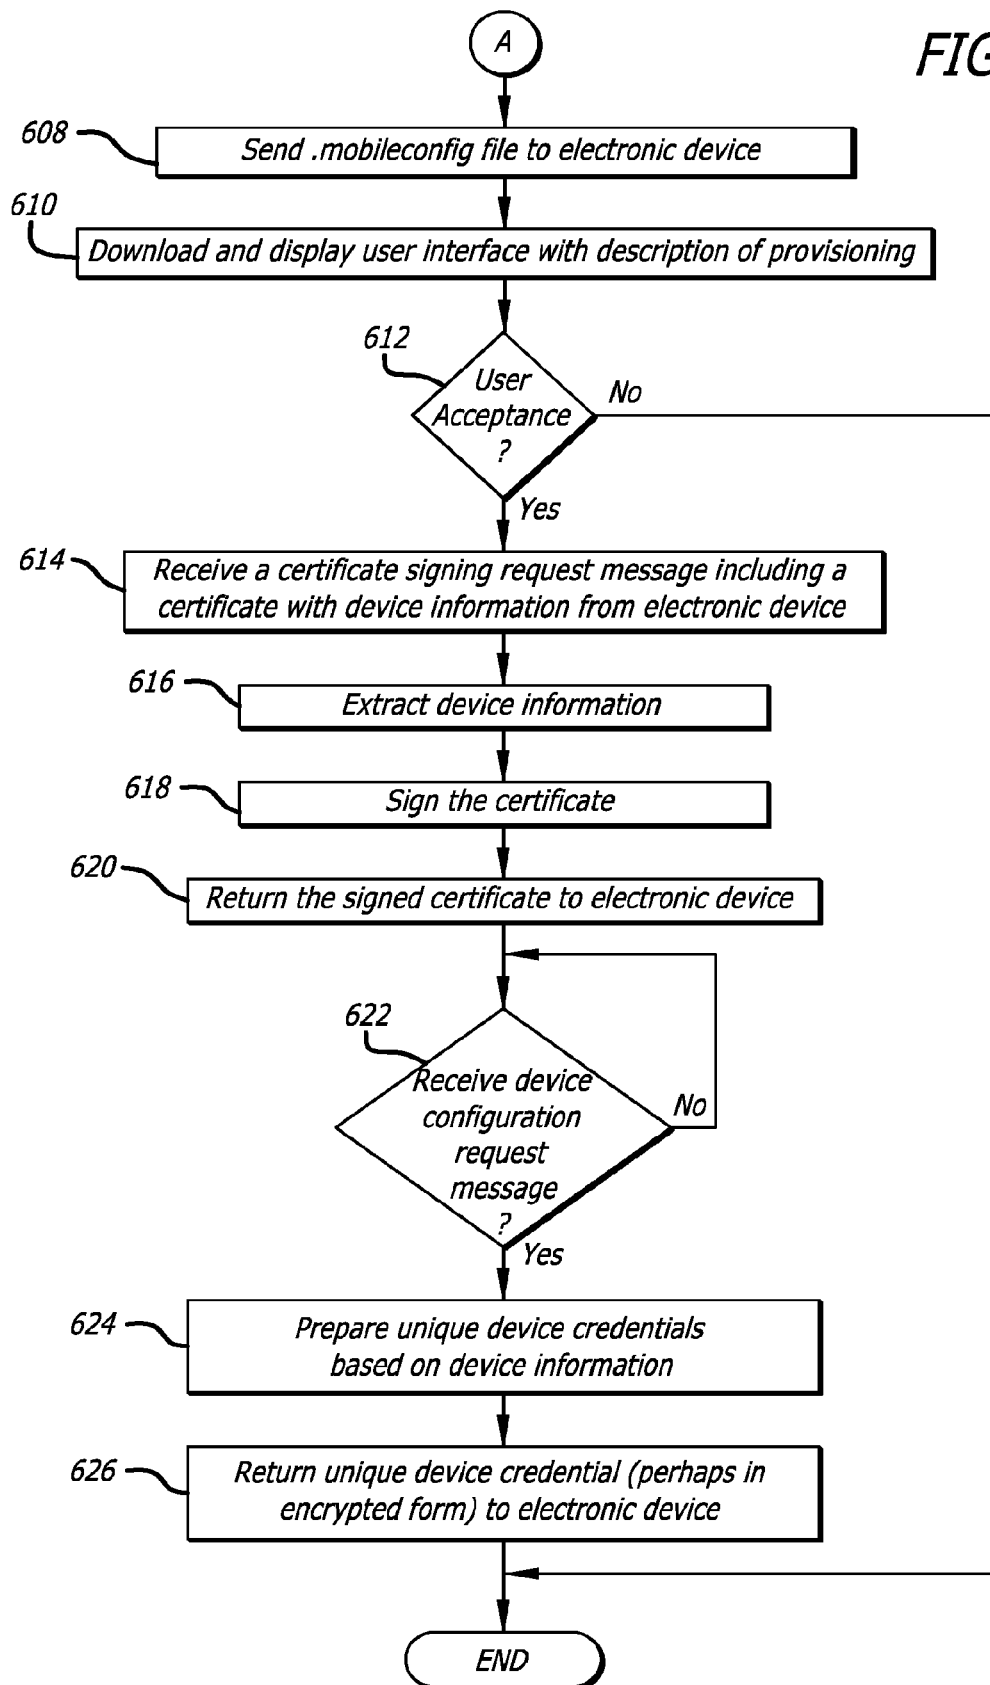 A
FIG
608
Send .mobileconfig file to electronic device
610
Download and display user interface with description of provisioning
612
User
Acceptance
?
No
Yes
614
Receive a certificate signing request message including a
certificate with device information from electronic device
616
Extract device information
618
Sign the certificate
620
Return the signed certificate to electronic device
622
Receive device
configuration
request
message
?
No
Yes
624
Prepare unique device credentials
based on device information
626
Return unique device credential (perhaps in
encrypted form) to electronic device
END